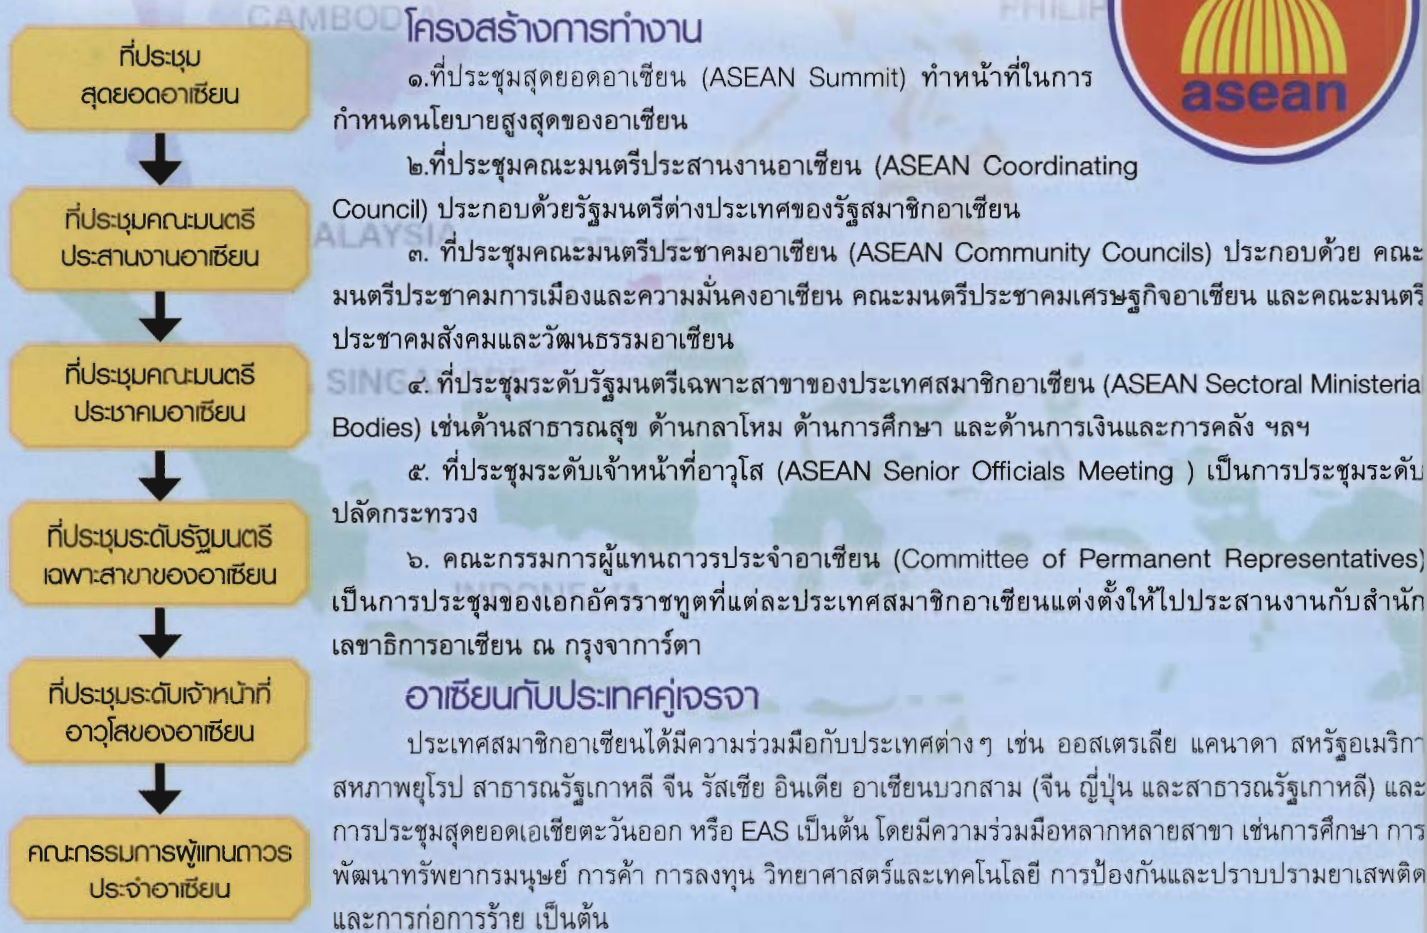 CAMBODIA
PHILIP
asean
ที่ประชุม
สุดยอดอาเซียน
ที่ประชุมคณะมนตรี
ประสานงานอาเซียน
ที่ประชุมคณะมนตรี
ประชาคมอาเซียน
ที่ประชุมระดับรัฐมนตรี
เฉพาะสาขาของอาเซียน
ที่ประชุมระดับเจ้าหน้าที่
อาวุโสของอาเซียน
คณะกรรมการผู้แทนถาวร
ประจำอาเซียน
โครงสร้างการทำงาน
๑.ที่ประชุมสุดยอดอาเซียน (ASEAN Summit) ทำหน้าที่ในการ
กำหนดนโยบายสูงสุดของอาเซียน
๒.ที่ประชุมคณะมนตรีประสานงานอาเซียน (ASEAN Coordinating
Council) ประกอบด้วยรัฐมนตรีต่างประเทศของรัฐสมาชิกอาเซียน
ALAYSIA
๓. ที่ประชุมคณะมนตรีประชาคมอาเซียน (ASEAN Community Councils) ประกอบด้วย คณะ
มนตรีประชาคมการเมืองและความมั่นคงอาเซียน คณะมนตรีประชาคมเศรษฐกิจอาเซียน และคณะมนตรี
ประชาคมสังคมและวัฒนธรรมอาเซียน
๔. ที่ประชุมระดับรัฐมนตรีเฉพาะสาขาของประเทศสมาชิกอาเซียน (ASEAN Sectoral Ministeria
Bodies) เช่นด้านสาธารณสุข ด้านกลาโหม ด้านการศึกษา และด้านการเงินและการคลัง ฯลฯ
๕. ที่ประชุมระดับเจ้าหน้าที่อาวุโส (ASEAN Senior Officials Meeting ) เป็นการประชุมระดับ
ปลัดกระทรวง
๖. คณะกรรมการผู้แทนถาวรประจำอาเซียน (Committee of Permanent Representatives)
เป็นการประชุมของเอกอัครราชทูตที่แต่ละประเทศสมาชิกอาเซียนแต่งตั้งให้ไปประสานงานกับสำนัก
เลขาธิการอาเซียน ณ กรุงจาการ์ตา
อาเซียนกับประเทศคู่เจรจา
ประเทศสมาชิกอาเซียนได้มีความร่วมมือกับประเทศต่างๆ เช่น ออสเตรเลีย แคนาดา สหรัฐอเมริกา
สหภาพยุโรป สาธารณรัฐเกาหลี จีน รัสเซีย อินเดีย อาเซียนบวกสาม (จีน ญี่ปุ่น และสาธารณรัฐเกาหลี) และ
การประชุมสุดยอดเอเชียตะวันออก หรือ EAS เป็นต้น โดยมีความร่วมมือหลากหลายสาขา เช่นการศึกษา การ
พัฒนาทรัพยากรมนุษย์ การค้า การลงทุน วิทยาศาสตร์และเทคโนโลยี การป้องกันและปราบปรามยาเสพติด
และการก่อการร้าย เป็นต้น